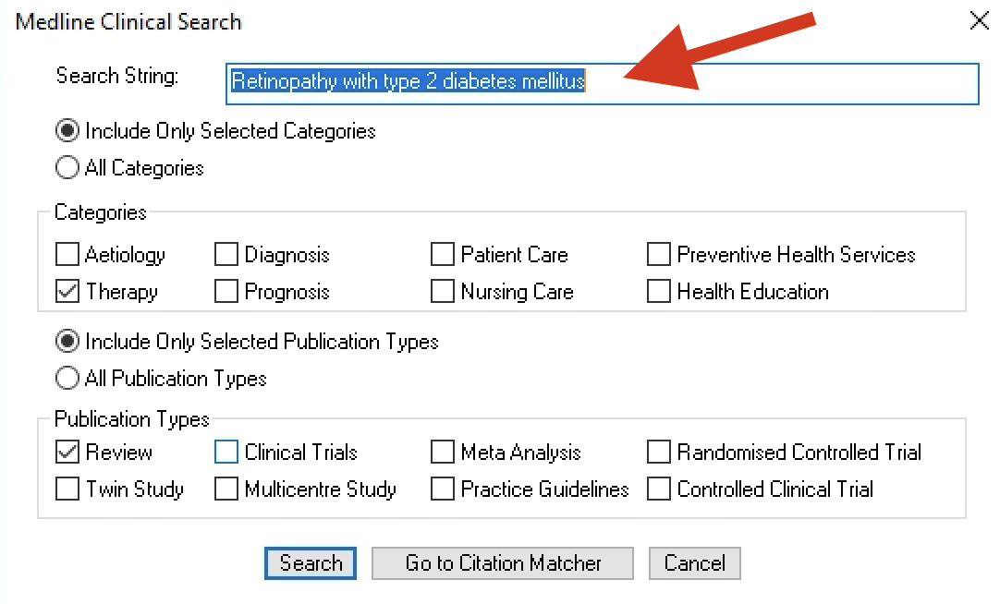 Medline Clinical Search
Search String: Retinopathy with type 2 diabetes mellitus
Include Only Selected Categories
All Categories
Categories
Aetiology Diagnosis Patient Care Preventive Health Services
Therapy Prognosis Nursing Care Health Education
Include Only Selected Publication Types
All Publication Types
Publication Types
Review Clinical Trials Meta Analysis Randomised Controlled Trial
Twin Study Multicentre Study Practice Guidelines Controlled Clinical Trial
Search Go to Citation Matcher Cancel